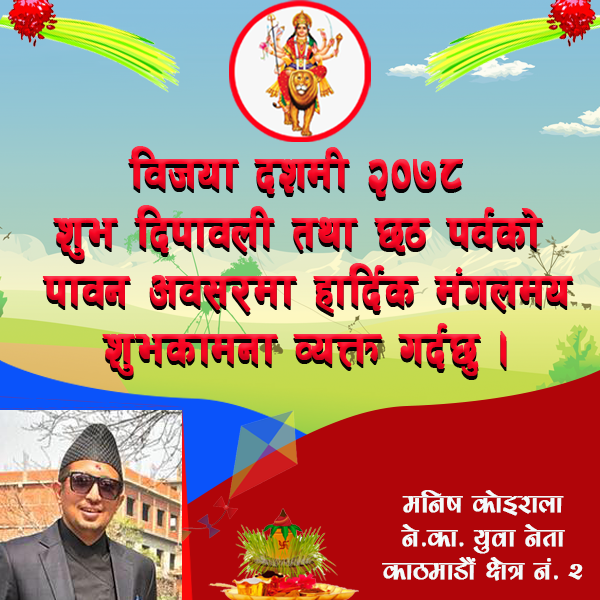 विजया दशमी २०७८
शुभ दिपावली तथा छठ पर्वको
पावन अवसरमा हार्दिक मंगलमय
शुभकामना व्यक्त गर्दछु ।
मनिष कोइराला
ने.का. युवा नेता
काठमाडौं क्षेत्र नं. २